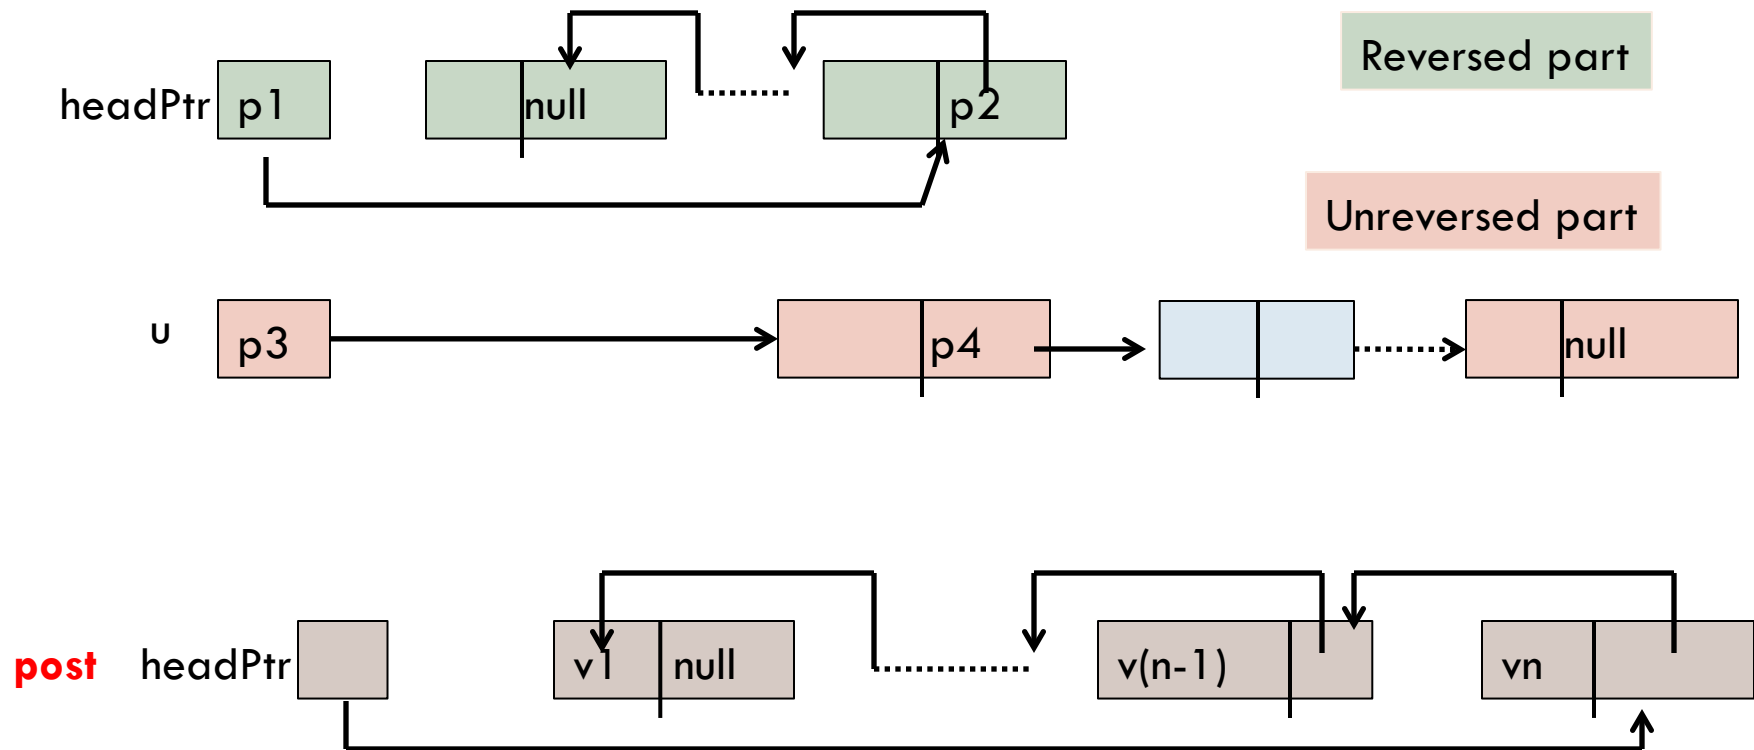 Reversed part
headPtr p1 null p2
Unreversed part
u p3 p4 null
post headPtr v1 null v(n-1) vn